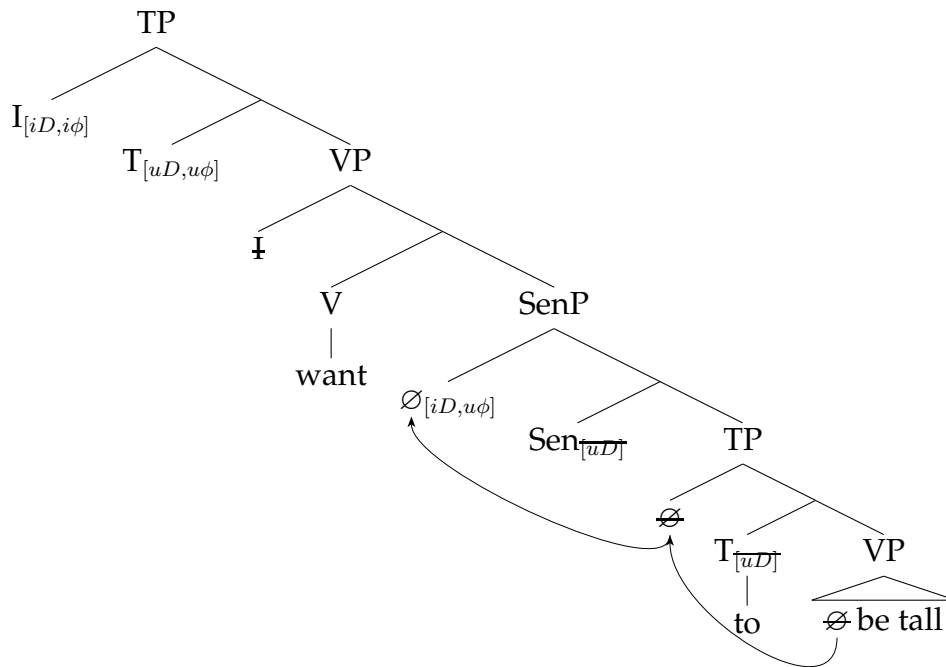 TP
I[iD,iϕ]
T[uD,uϕ] VP
I
V SenP
want
∅[iD,uϕ]
Sen[uD] TP
∅
T[uD] VP
to ∅ be tall